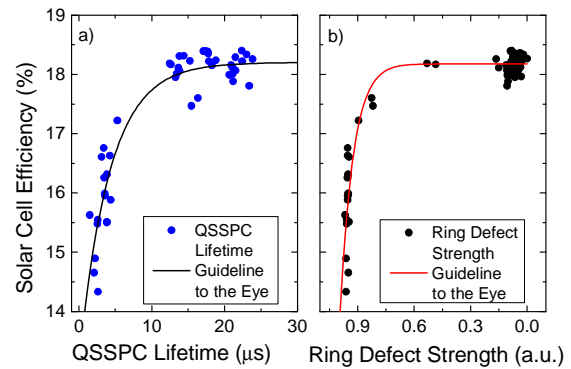 a)
b)
Solar Cell Efficiency (%)
19
18
17
16
15
14
QSSPC
Lifetime
Guideline
to the Eye
Ring Defect
Strength
Guideline
to the Eye
0 10 20 30
0.9 0.6 0.3 0.0
QSSPC Lifetime (μs)
Ring Defect Strength (a.u.)